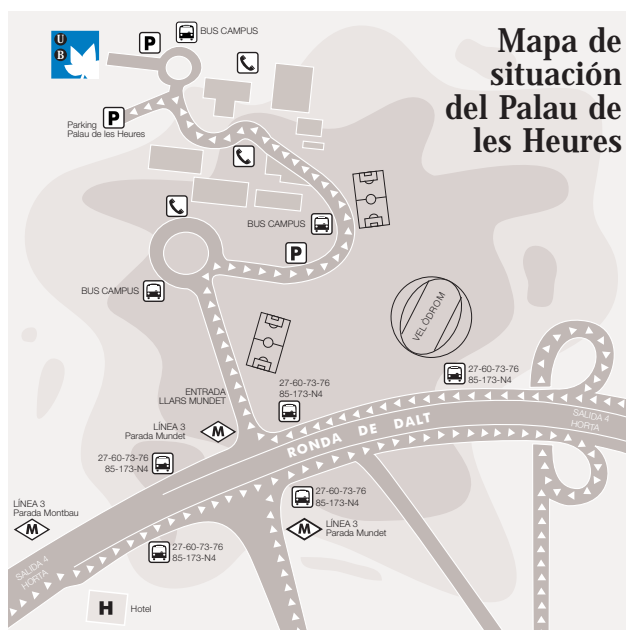 U
B
BUS CAMPUS
P
Mapa de
situación
del Palau de
les Heures
P
Parking
Palau de les Heures
BUS CAMPUS
P
BUS CAMPUS
VELÒDROM
27-60-73-76
85-173-N4
ENTRADA
LLARS MUNDET
27-60-73-76
85-173-N4
SALIDA 4
HORTA
LÍNEA 3
Parada Mundet
M
RONDA DE DALT
27-60-73-76
85-173-N4
27-60-73-76
85-173-N4
LÍNEA 3
Parada Montbau
M
M
LÍNEA 3
Parada Mundet
27-60-73-76
85-173-N4
SALIDA 4
HORTA
H
Hotel